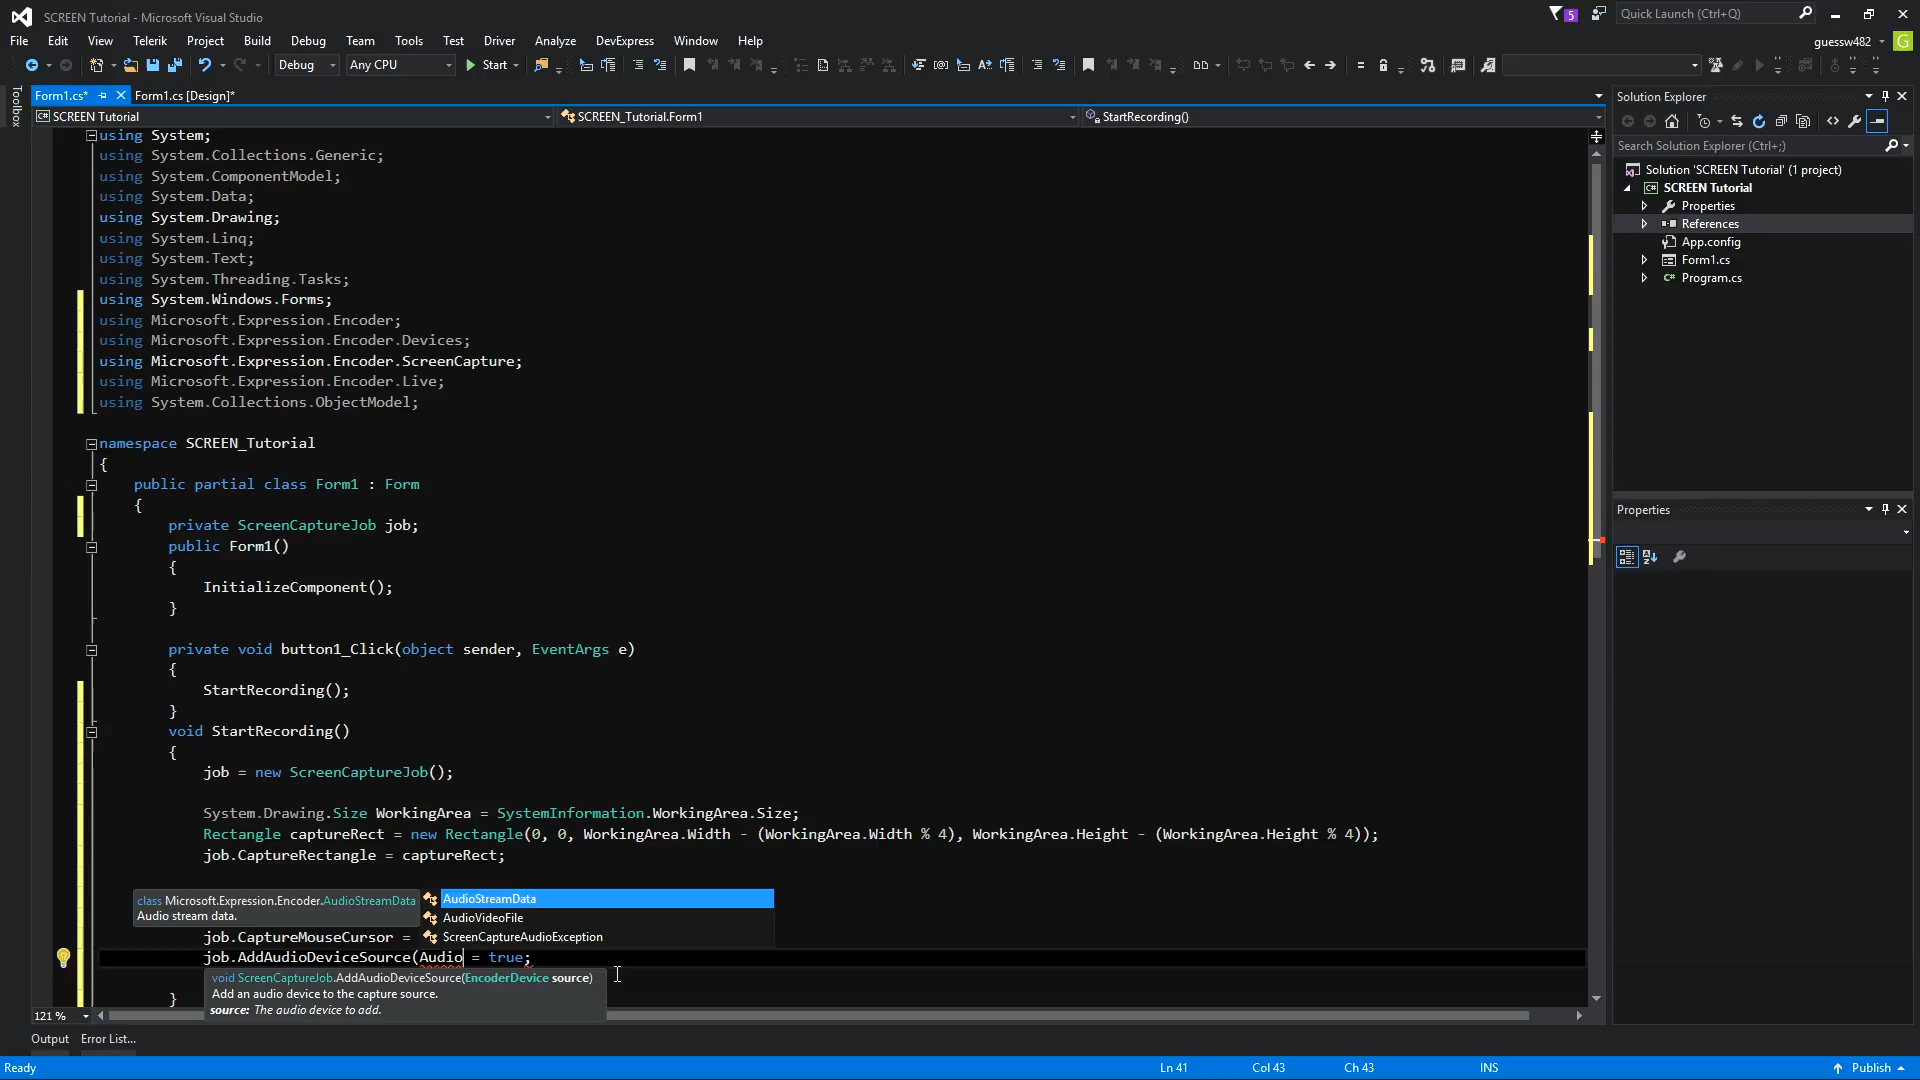 SCREEN Tutorial - Microsoft Visual Studio
5
Quick Launch (Ctrl+Q)
File Edit View Telerik Project Build Debug Team Tools Test Driver Analyze DevExpress Window Help
guessw482
G
Debug Any CPU Start
Toolbox
Form1.cs* Form1.cs [Design]*
SCREEN Tutorial SCREEN_Tutorial.Form1 StartRecording()
using System;
using System.Collections.Generic;
using System.ComponentModel;
using System.Data;
using System.Drawing;
using System.Linq;
using System.Text;
using System.Threading.Tasks;
using System.Windows.Forms;
using Microsoft.Expression.Encoder;
using Microsoft.Expression.Encoder.Devices;
using Microsoft.Expression.Encoder.ScreenCapture;
using Microsoft.Expression.Encoder.Live;
using System.Collections.ObjectModel;
namespace SCREEN_Tutorial
{
public partial class Form1 : Form
{
private ScreenCaptureJob job;
public Form1()
{
InitializeComponent();
}
private void button1_Click(object sender, EventArgs e)
{
StartRecording();
}
void StartRecording()
{
job = new ScreenCaptureJob();
System.Drawing.Size WorkingArea = SystemInformation.WorkingArea.Size;
Rectangle captureRect = new Rectangle(0, 0, WorkingArea.Width - (WorkingArea.Width % 4), WorkingArea.Height - (WorkingArea.Height % 4));
job.CaptureRectangle = captureRect;
class Microsoft.Expression.Encoder.AudioStreamData
Audio stream data.
AudioStreamData
AudioVideoFile
ScreenCaptureAudioException
job.CaptureMouseCursor =
job.AddAudioDeviceSource(Audio = true;
void ScreenCaptureJob.AddAudioDeviceSource(EncoderDevice source)
Add an audio device to the capture source.
source: The audio device to add.
}
121 %
Output Error List...
Ready
Ln 41 Col 43 Ch 43 INS
Publish
Solution Explorer
Search Solution Explorer (Ctrl+;)
Solution 'SCREEN Tutorial' (1 project)
C# SCREEN Tutorial
Properties
References
App.config
Form1.cs
C# Program.cs
Properties